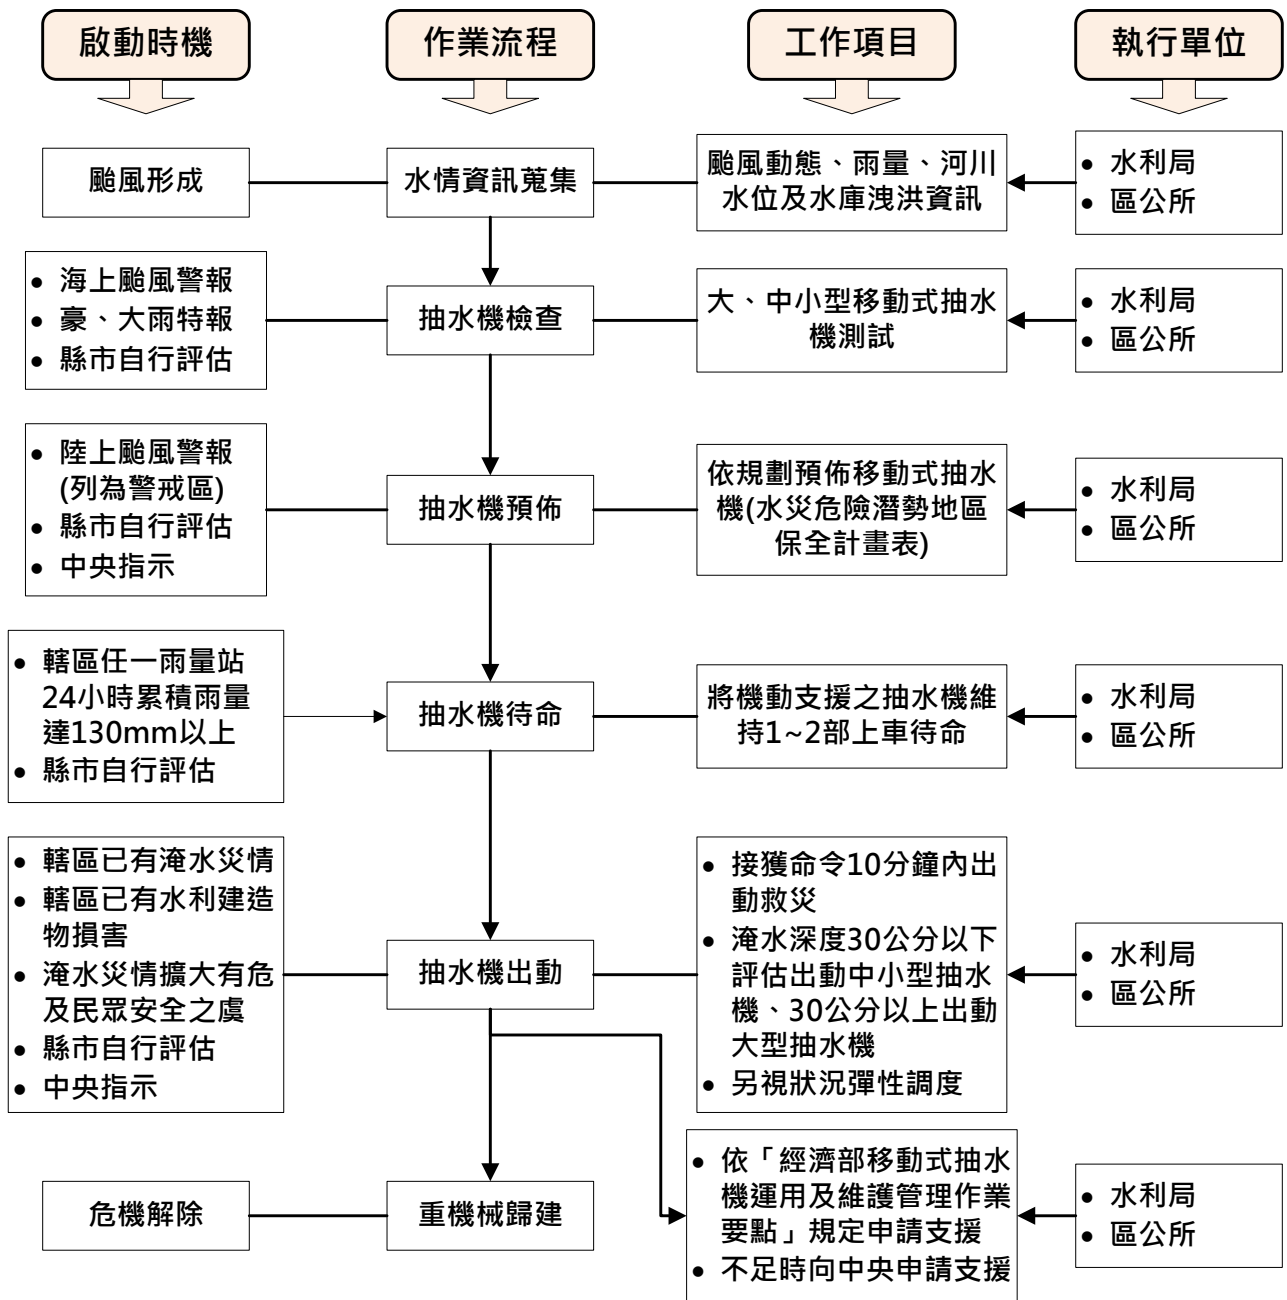 啟動時機
作業流程
工作項目
執行單位
颱風形成
水情資訊蒐集
颱風動態、雨量、河川
水位及水庫洩洪資訊
• 水利局
• 區公所
• 海上颱風警報
• 豪、大雨特報
• 縣市自行評估
抽水機檢查
大、中小型移動式抽水
機測試
• 水利局
• 區公所
• 陸上颱風警報
(列為警戒區)
• 縣市自行評估
• 中央指示
抽水機預佈
依規劃預佈移動式抽水
機(水災危險潛勢地區
保全計畫表)
• 水利局
• 區公所
• 轄區任一雨量站
24小時累積雨量
達130mm以上
• 縣市自行評估
抽水機待命
將機動支援之抽水機維
持1~2部上車待命
• 水利局
• 區公所
• 轄區已有淹水災情
• 轄區已有水利建造
物損害
• 淹水災情擴大有危
及民眾安全之虞
• 縣市自行評估
• 中央指示
抽水機出動
• 接獲命令10分鐘內出
動救災
• 淹水深度30公分以下
評估出動中小型抽水
機、30公分以上出動
大型抽水機
• 另視狀況彈性調度
• 水利局
• 區公所
危機解除
重機械歸建
• 依「經濟部移動式抽水
機運用及維護管理作業
要點」規定申請支援
• 不足時向中央申請支援
• 水利局
• 區公所